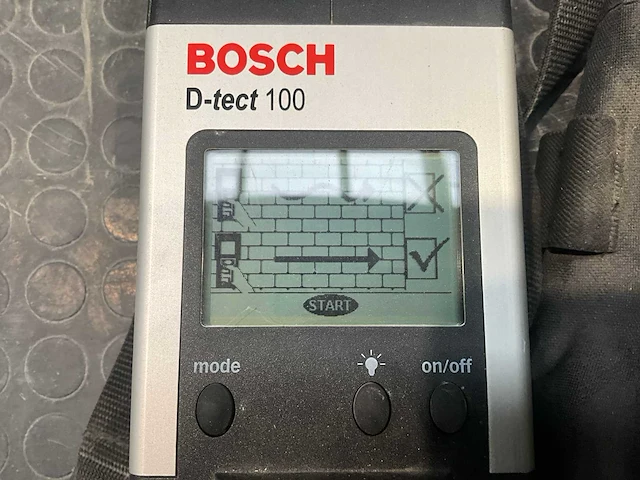 BOSCH
D-tect 100
START
mode on/off